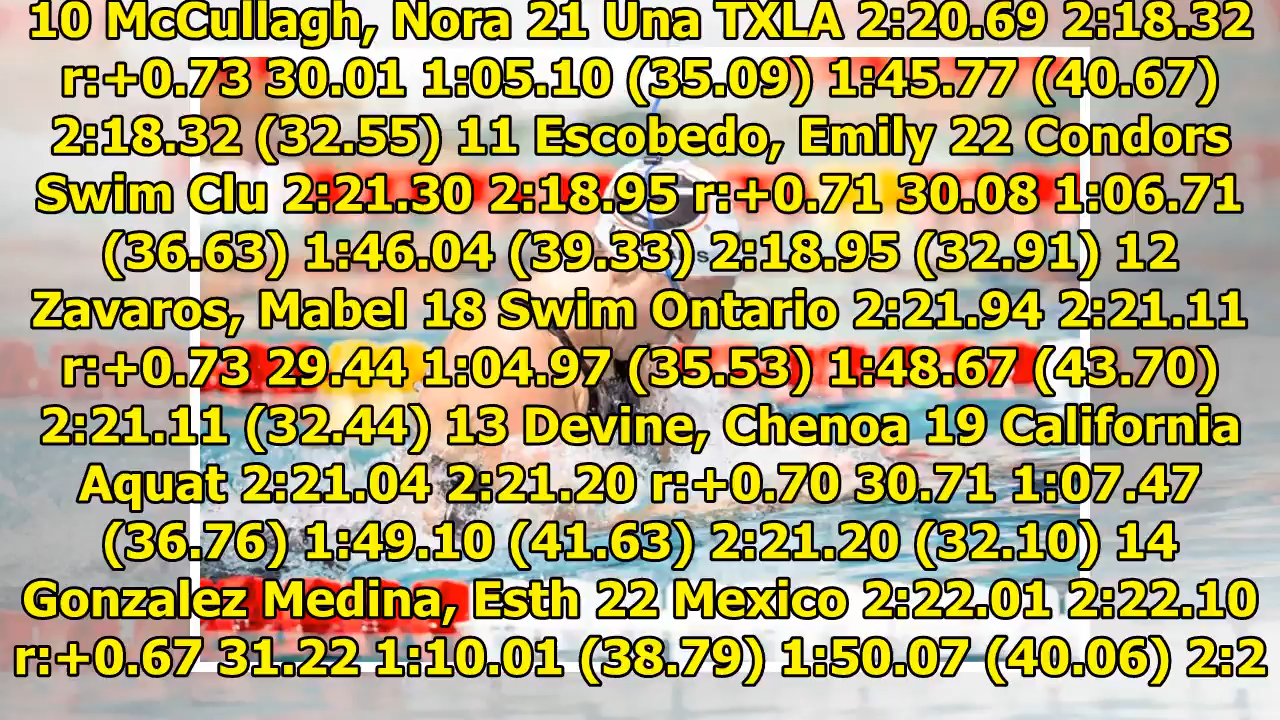 10 McCullagh, Nora 21 Una TXLA 2:20.69 2:18.32
r:+0.73 30.01 1:05.10 (35.09) 1:45.77 (40.67)
2:18.32 (32.55) 11 Escobedo, Emily 22 Condors
Swim Clu 2:21.30 2:18.95 r:+0.71 30.08 1:06.71
(36.63) 1:46.04 (39.33) 2:18.95 (32.91) 12
Zavaros, Mabel 18 Swim Ontario 2:21.94 2:21.11
r:+0.73 29.44 1:04.97 (35.53) 1:48.67 (43.70)
2:21.11 (32.44) 13 Devine, Chenoa 19 California
Aquat 2:21.04 2:21.20 r:+0.70 30.71 1:07.47
(36.76) 1:49.10 (41.63) 2:21.20 (32.10) 14
Gonzalez Medina, Esth 22 Mexico 2:22.01 2:22.10
r:+0.67 31.22 1:10.01 (38.79) 1:50.07 (40.06) 2:2